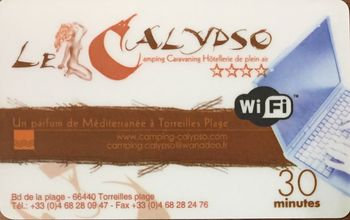 LE CALYPSO
Camping Caravaning Hôtellerie de plein air
Wi Fi
Un parfum de Méditerranée à Torreilles Plage
www.camping-calypso.com
camping.calypso@wanadoo.fr
30
minutes
Bd de la plage - 66440 Torreilles plage
Tél.: +33 (0)4 68 28 09 47 - Fax +33 (0)4 68 28 24 76